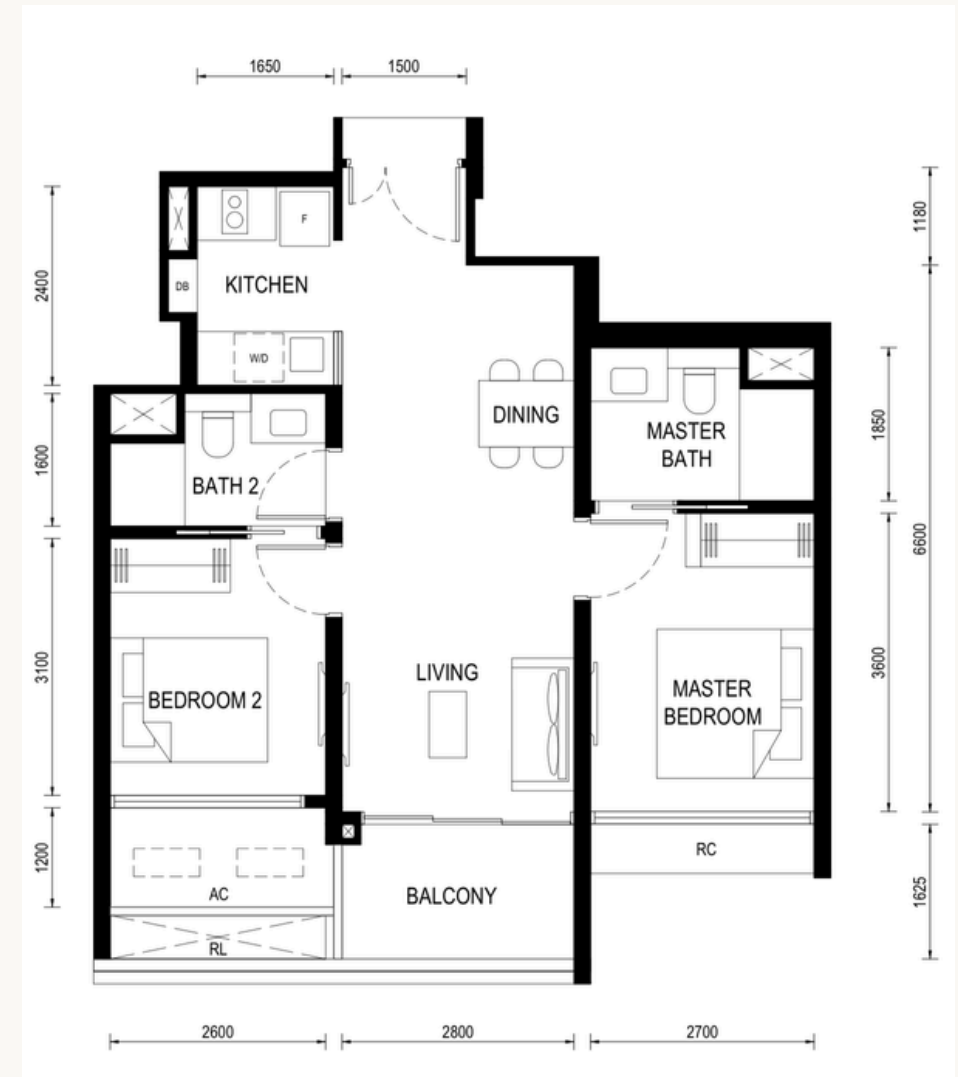 1650
1500
1180
2400
F
DB
KITCHEN
W/D
1850
DINING
MASTER
BATH
1600
BATH 2
6600
3100
3600
LIVING
BEDROOM 2
MASTER
BEDROOM
1200
RC
AC
BALCONY
1625
RL
2600
2800
2700